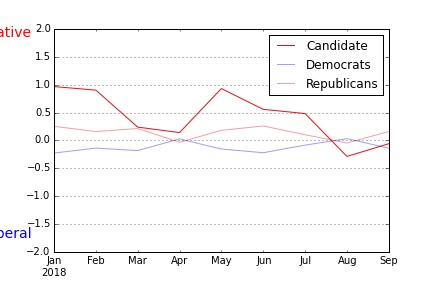 ative
Candidate
Democrats
Republicans
2.0
1.5
1.0
0.5
0.0
−0.5
−1.0
−1.5
beral
−2.0
Jan Feb Mar Apr May Jun Jul Aug Sep
2018